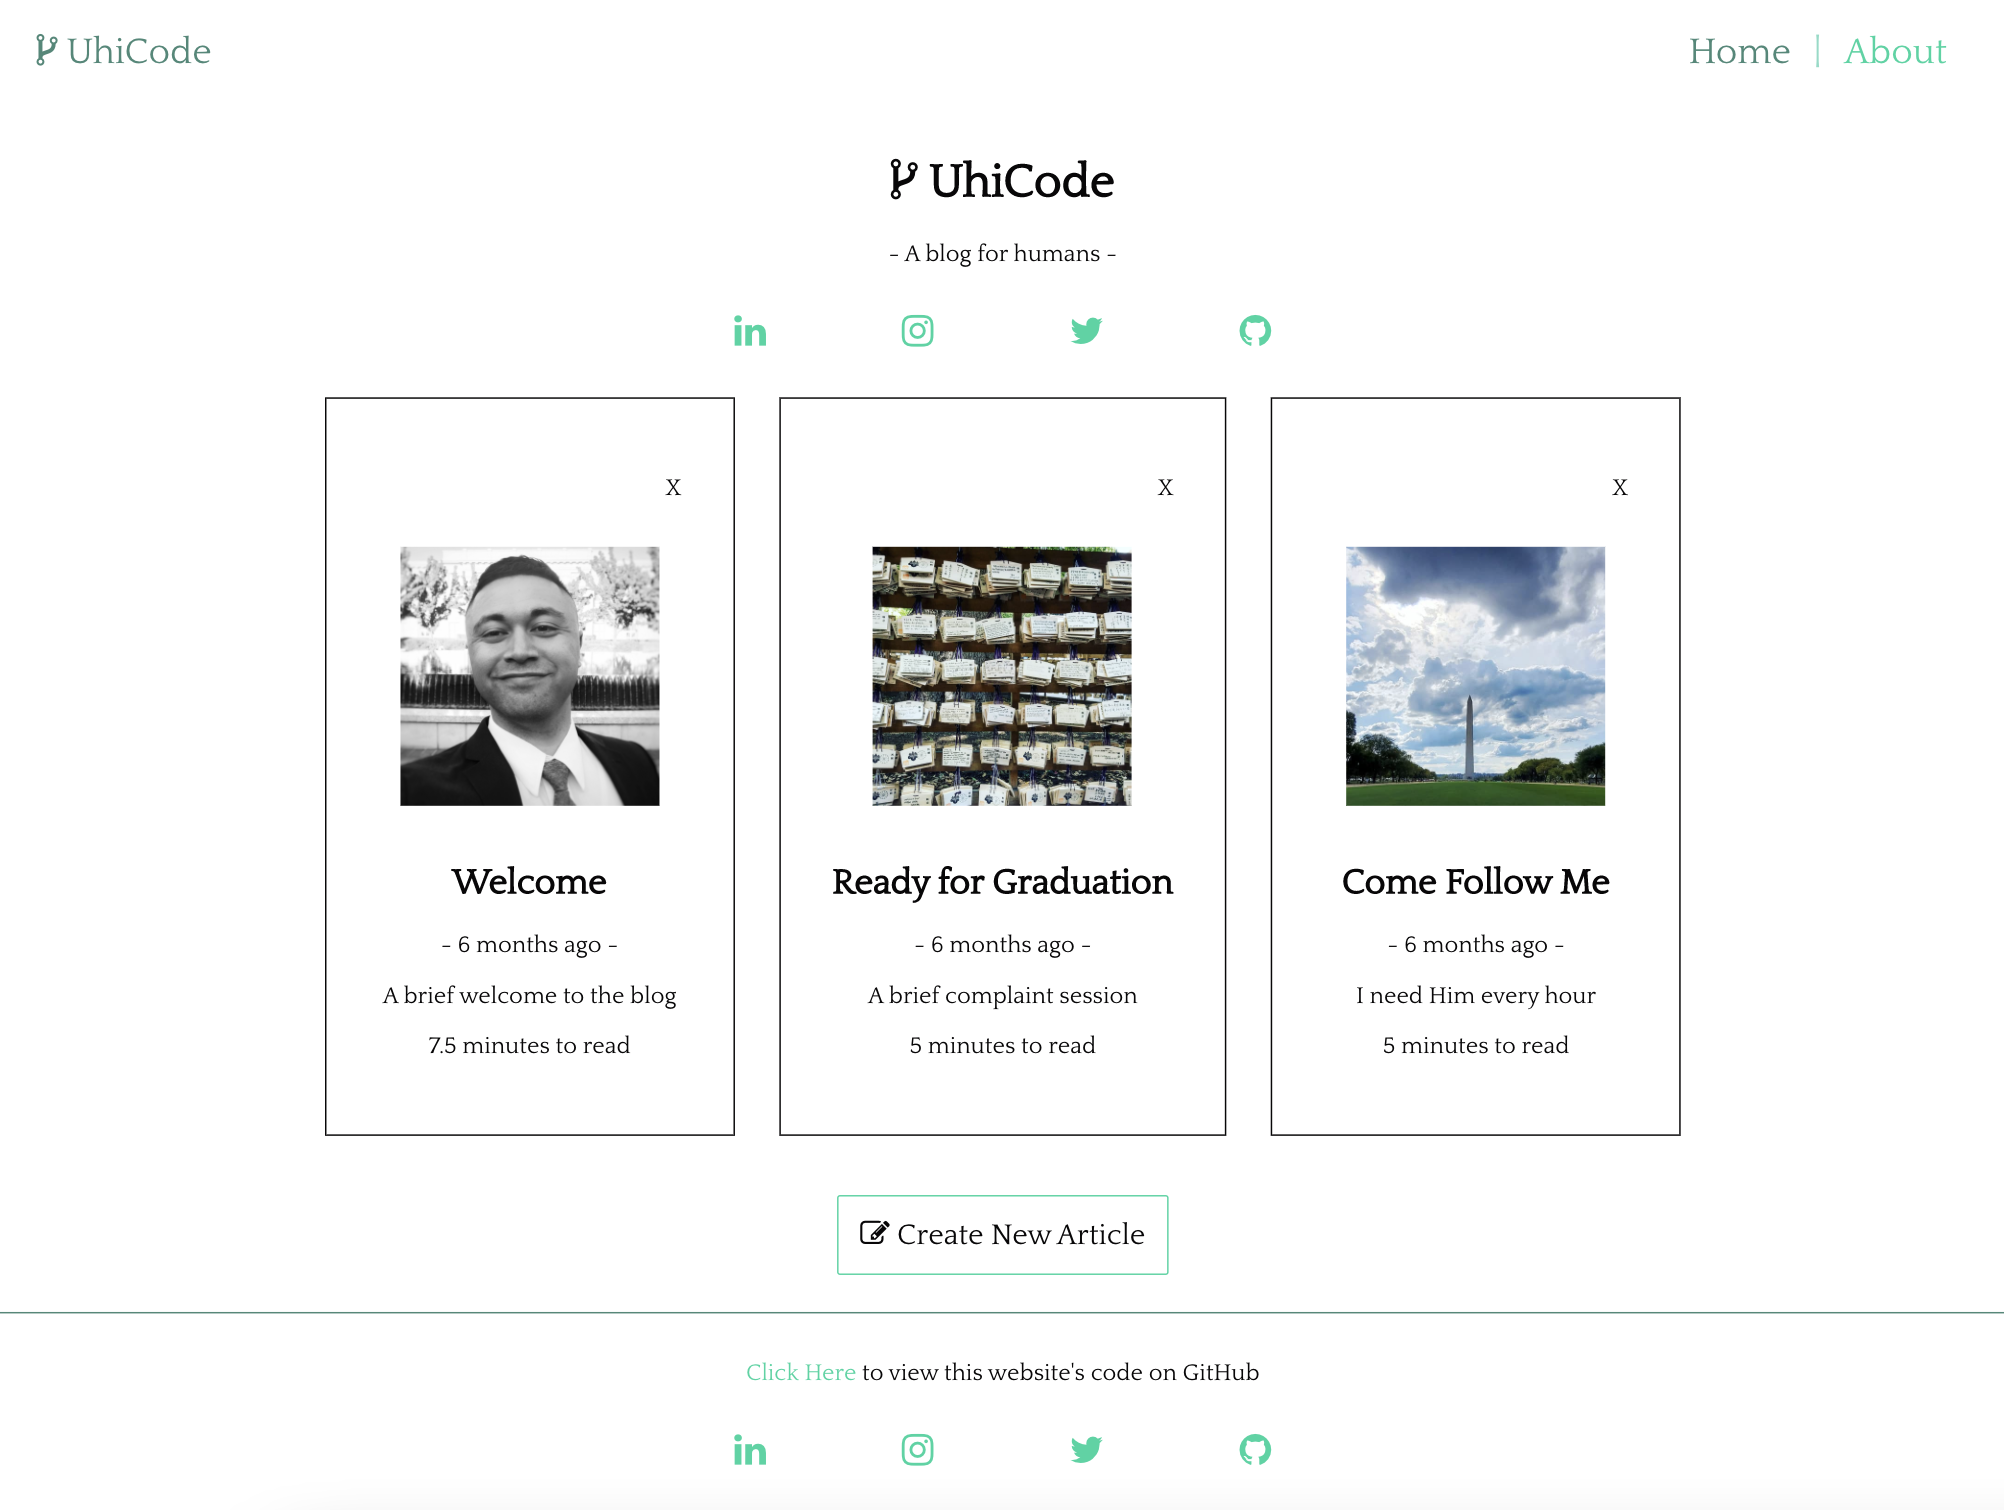 UhiCode
Home | About
UhiCode
- A blog for humans -
X
X
X
Welcome
- 6 months ago -
A brief welcome to the blog
7.5 minutes to read
Ready for Graduation
- 6 months ago -
A brief complaint session
5 minutes to read
Come Follow Me
- 6 months ago -
I need Him every hour
5 minutes to read
Create New Article
Click Here to view this website's code on GitHub